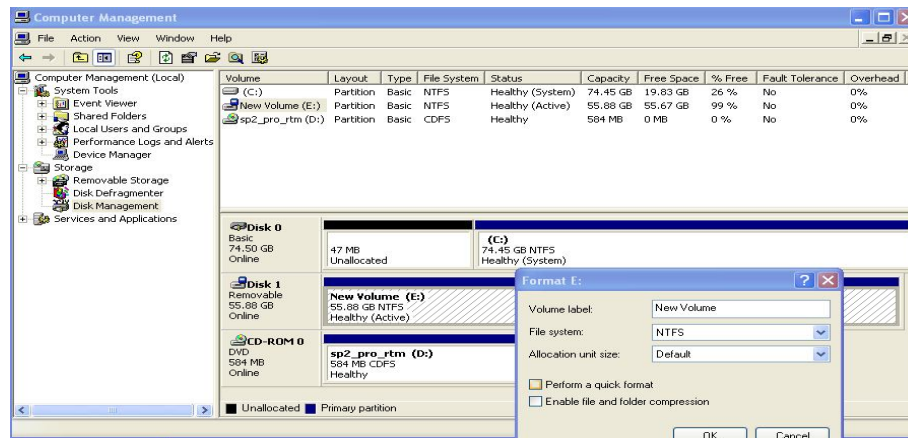 Computer Management
File Action View Window Help
Computer Management (Local)
System Tools
Event Viewer
Shared Folders
Local Users and Groups
Performance Logs and Alerts
Device Manager
Storage
Removable Storage
Disk Defragmenter
Disk Management
Services and Applications
Volume Layout Type File System Status Capacity Free Space % Free Fault Tolerance Overhead
(C:) Partition Basic NTFS Healthy (System) 74.45 GB 19.83 GB 26 % No 0%
New Volume (E:) Partition Basic NTFS Healthy (Active) 55.88 GB 55.67 GB 99 % No 0%
sp2_pro_rtm (D:) Partition Basic CDFS Healthy 584 MB 0 MB 0 % No 0%
Disk 0
Basic
74.50 GB
Online
47 MB
Unallocated
(C:)
74.45 GB NTFS
Healthy (System)
Disk 1
Removable
55.88 GB
Online
New Volume (E:)
55.88 GB NTFS
Healthy (Active)
CD-ROM 0
DVD
584 MB
Online
sp2_pro_rtm (D:)
584 MB CDFS
Healthy
Unallocated Primary partition
Format E:
Volume label: New Volume
File system: NTFS
Allocation unit size: Default
Perform a quick format
Enable file and folder compression
OK Cancel